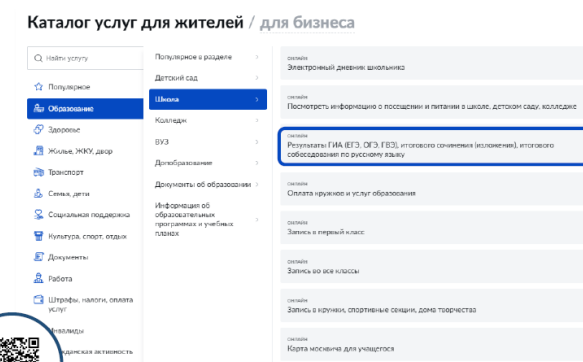 Каталог услуг для жителей / для бизнеса
Найти услугу
Популярное
Образование
Здоровье
Жилье, ЖКУ, двор
Транспорт
Семья, дети
Социальная поддержка
Культура, спорт, отдых
Документы
Работа
Штрафы, налоги, оплата
услуг
Инвалиды
жданская активность
Популярное в разделе
Детский сад
Школа
Колледж
ВУЗ
Допобразование
Документы об образовании
Информация об
образовательных
программах и учебных
планах
онлайн
Электронный дневник школьника
онлайн
Посмотреть информацию о посещении и питании в школе, детском саду, колледже
онлайн
Результаты ГИА (ЕГЭ, ОГЭ, ГВЭ), итогового сочинения (изложения), итогового
собеседования по русскому языку
онлайн
Оплата кружков и услуг образования
онлайн
Запись в первый класс
онлайн
Запись во все классы
онлайн
Запись в кружки, спортивные секции, дома творчества
онлайн
Карта москвича для учащегося